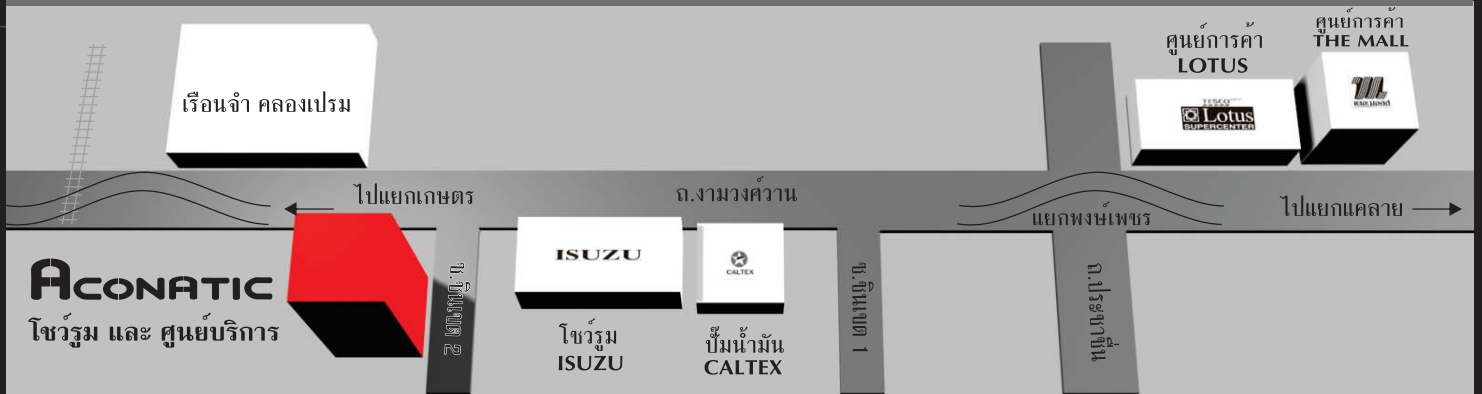 ศูนย์การค้า
THE MALL
ศูนย์การค้า
LOTUS
เรือนจำ คลองเปรม
TESCO
Lotus
SUPERCENTER
ไปแยกเกษตร
ถ.งามวงศ์วาน
แยกพงษ์เพชร
ไปแยกแคลาย
ISUZU
CALTEX
ACONATIC
โชว์รูม และ ศูนย์บริการ
ซ.ชินเขต 2
โชว์รูม
ISUZU
ปั๊มน้ำมัน
CALTEX
ซ.ชินเขต 1
ถ.ประชาชื่น